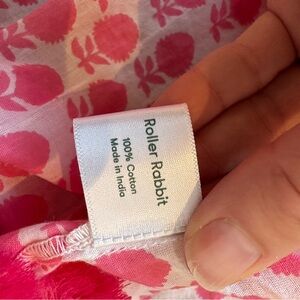 Roller Rabbit
100% Cotton
Made in India